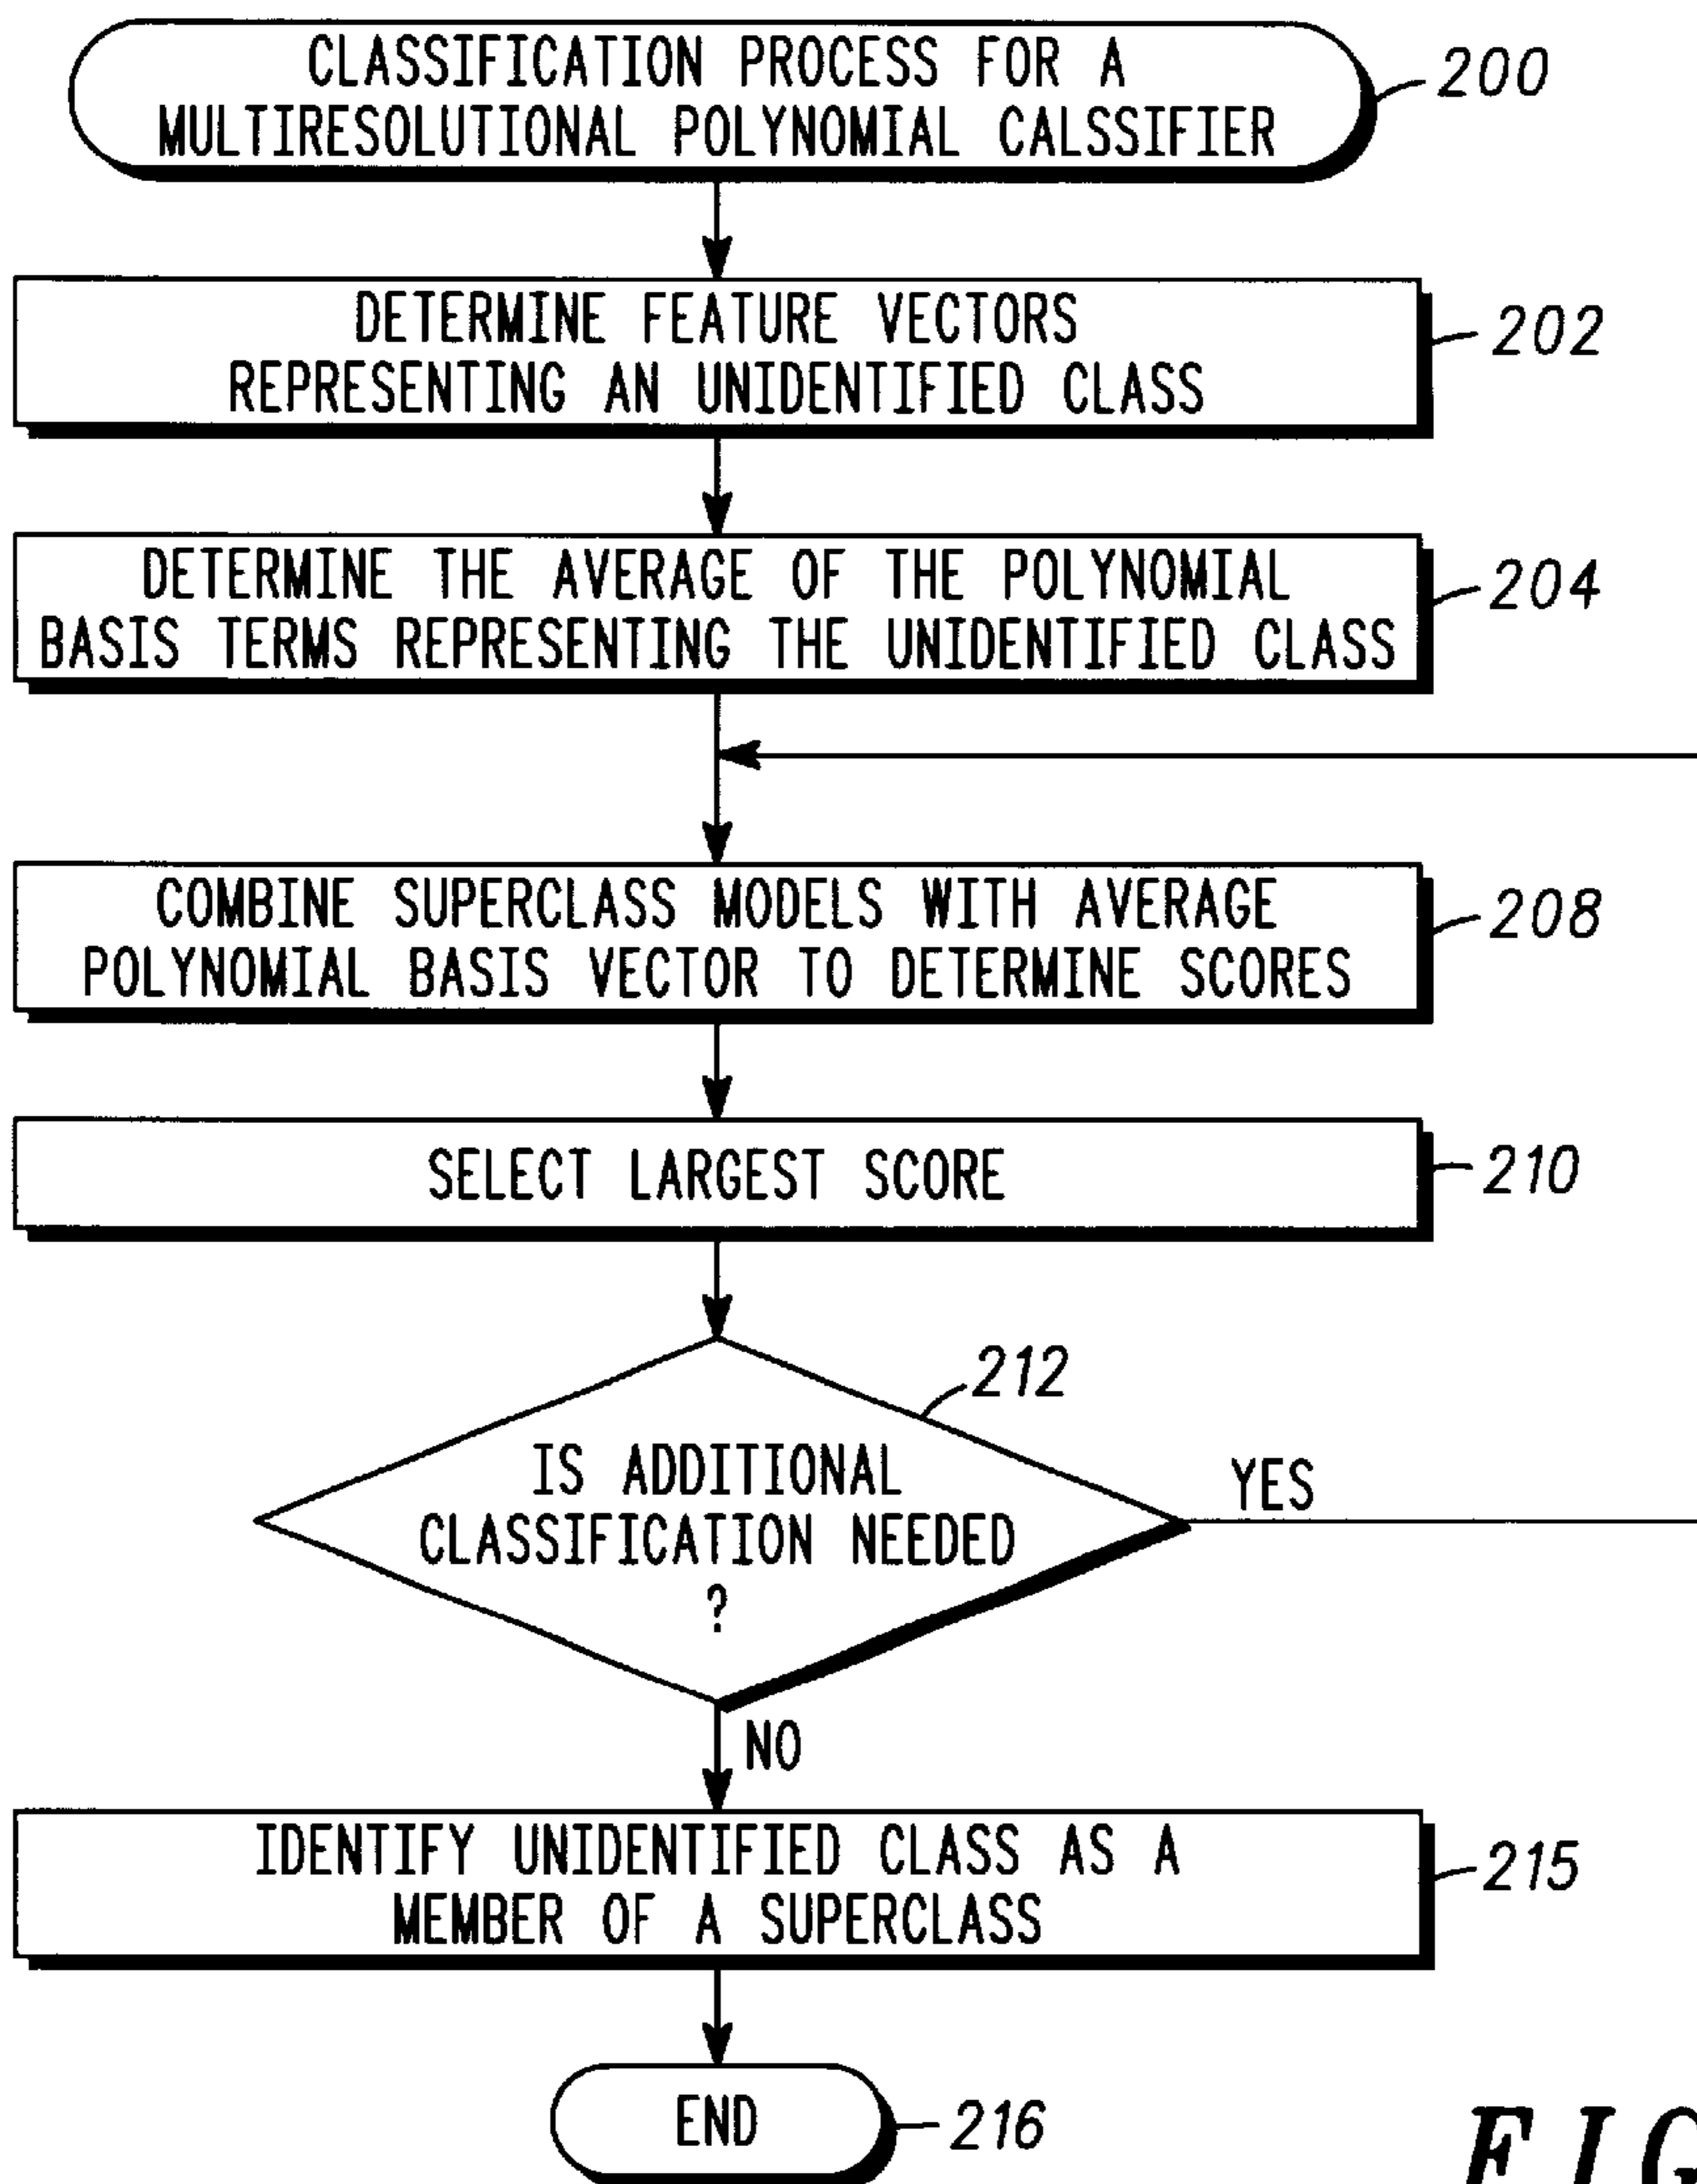 CLASSIFICATION PROCESS FOR A
MULTIRESOLUTIONAL POLYNOMIAL CALSSIFIER
200
DETERMINE FEATURE VECTORS
REPRESENTING AN UNIDENTIFIED CLASS
202
DETERMINE THE AVERAGE OF THE POLYNOMIAL
BASIS TERMS REPRESENTING THE UNIDENTIFIED CLASS
204
COMBINE SUPERCLASS MODELS WITH AVERAGE
POLYNOMIAL BASIS VECTOR TO DETERMINE SCORES
208
SELECT LARGEST SCORE
210
212
IS ADDITIONAL
CLASSIFICATION NEEDED
?
YES
NO
IDENTIFY UNIDENTIFIED CLASS AS A
MEMBER OF A SUPERCLASS
215
END
216
FIG